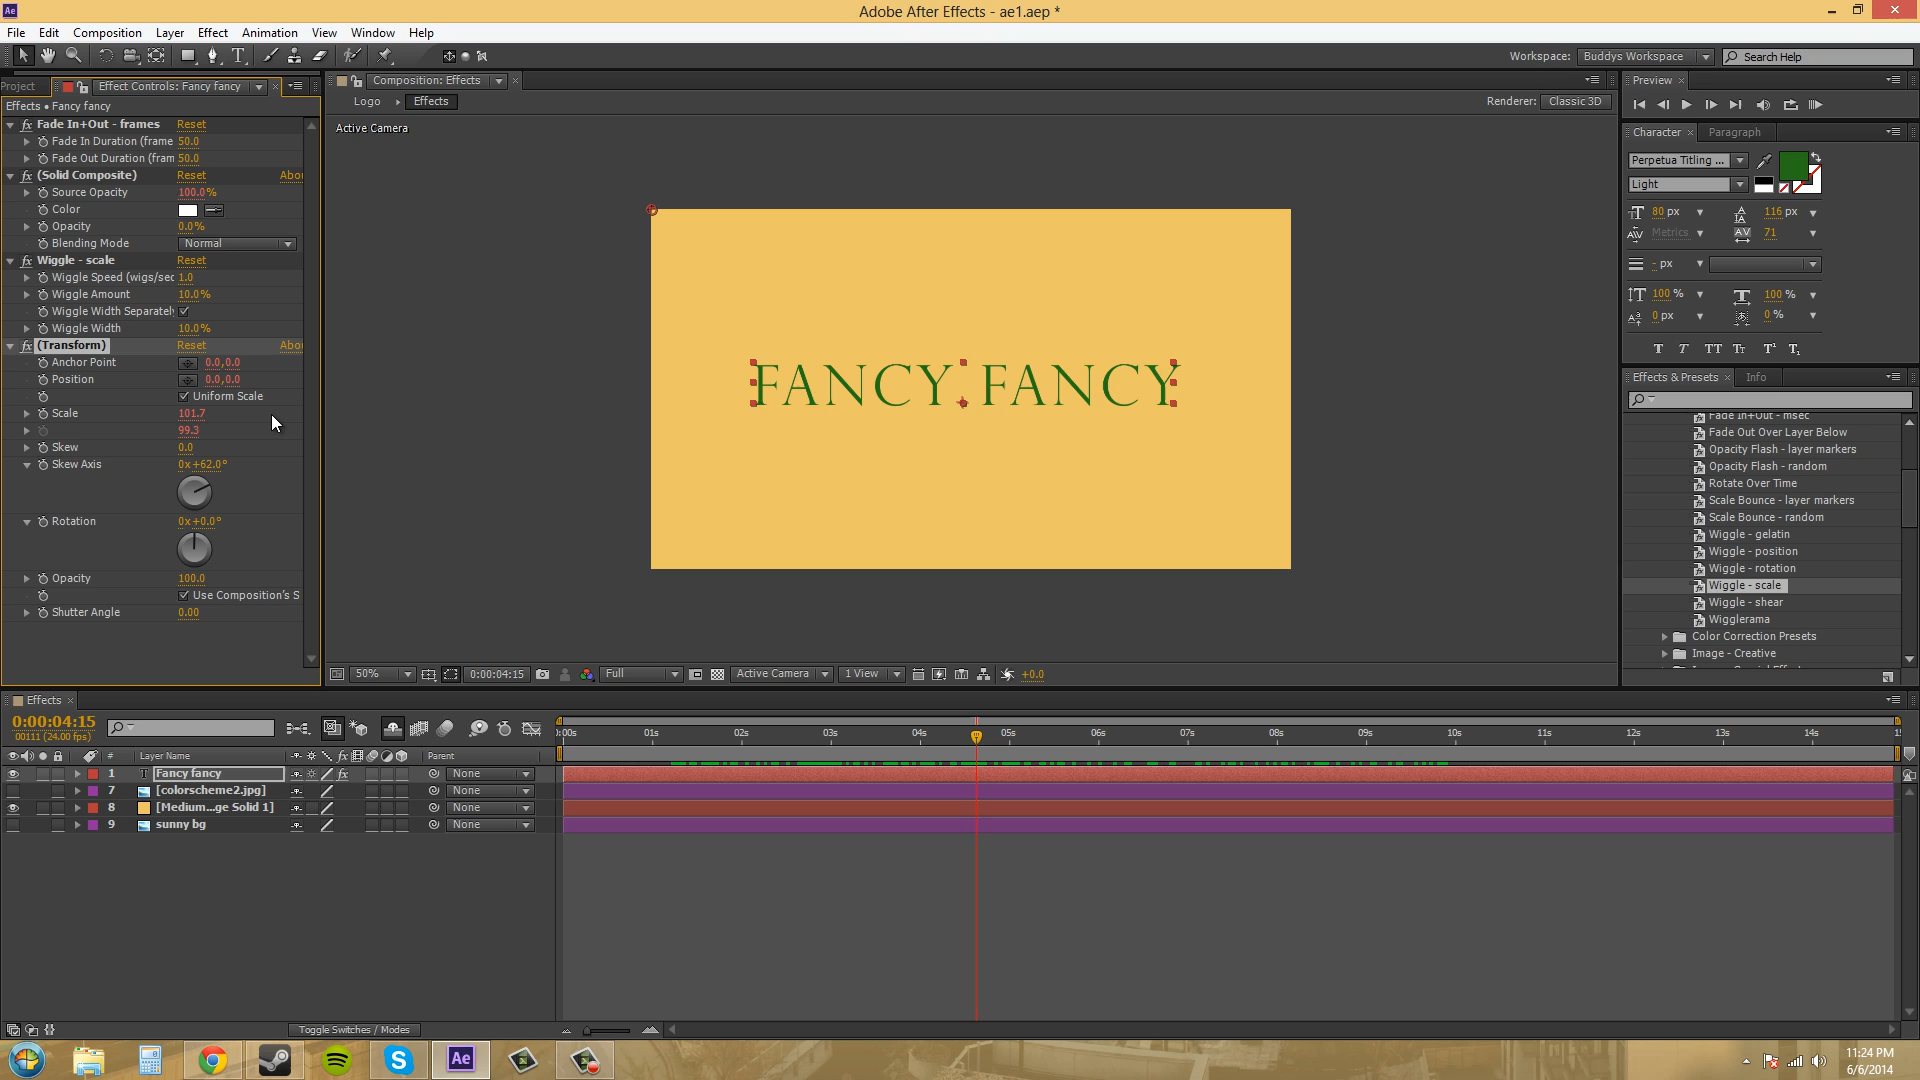 Ae
Adobe After Effects - ae1.aep *
File Edit Composition Layer Effect Animation View Window Help
Workspace: Buddys Workspace Search Help
Project Effect Controls: Fancy fancy
Effects • Fancy fancy
Fade In+Out - frames Reset
Fade In Duration (frame 50.0
Fade Out Duration (fram 50.0
(Solid Composite) Reset Abou
Source Opacity 100.0%
Color
Opacity 0.0%
Blending Mode Normal
Wiggle - scale Reset
Wiggle Speed (wigs/sec 1.0
Wiggle Amount 10.0%
Wiggle Width Separately
Wiggle Width 10.0%
(Transform) Reset Abou
Anchor Point 0.0,0.0
Position 0.0,0.0
Uniform Scale
Scale 101.7
99.3
Skew 0.0
Skew Axis 0x+62.0°
Rotation 0x+0.0°
Opacity 100.0
Use Composition's S
Shutter Angle 0.00
Composition: Effects
Logo Effects
Renderer: Classic 3D
Active Camera
FANCY FANCY
50% 0:00:04:15 Full Active Camera 1 View +0.0
Preview
Character Paragraph
Perpetua Titling ...
Light
80 px 116 px
Metrics 71
- px
100 % 100 %
0 px 0 %
Effects & Presets Info
Fade In+Out - msec
Fade Out Over Layer Below
Opacity Flash - layer markers
Opacity Flash - random
Rotate Over Time
Scale Bounce - layer markers
Scale Bounce - random
Wiggle - gelatin
Wiggle - position
Wiggle - rotation
Wiggle - scale
Wiggle - shear
Wigglerama
Color Correction Presets
Image - Creative
Effects
0:00:04:15
00111 (24.00 fps)
):00s 01s 02s 03s 04s 05s 06s 07s 08s 09s 10s 11s 12s 13s 14s
# Layer Name Parent
1 T Fancy fancy None
7 [colorscheme2.jpg] None
8 [Medium...ge Solid 1] None
9 sunny bg None
Toggle Switches / Modes
Ae
11:24 PM
6/6/2014